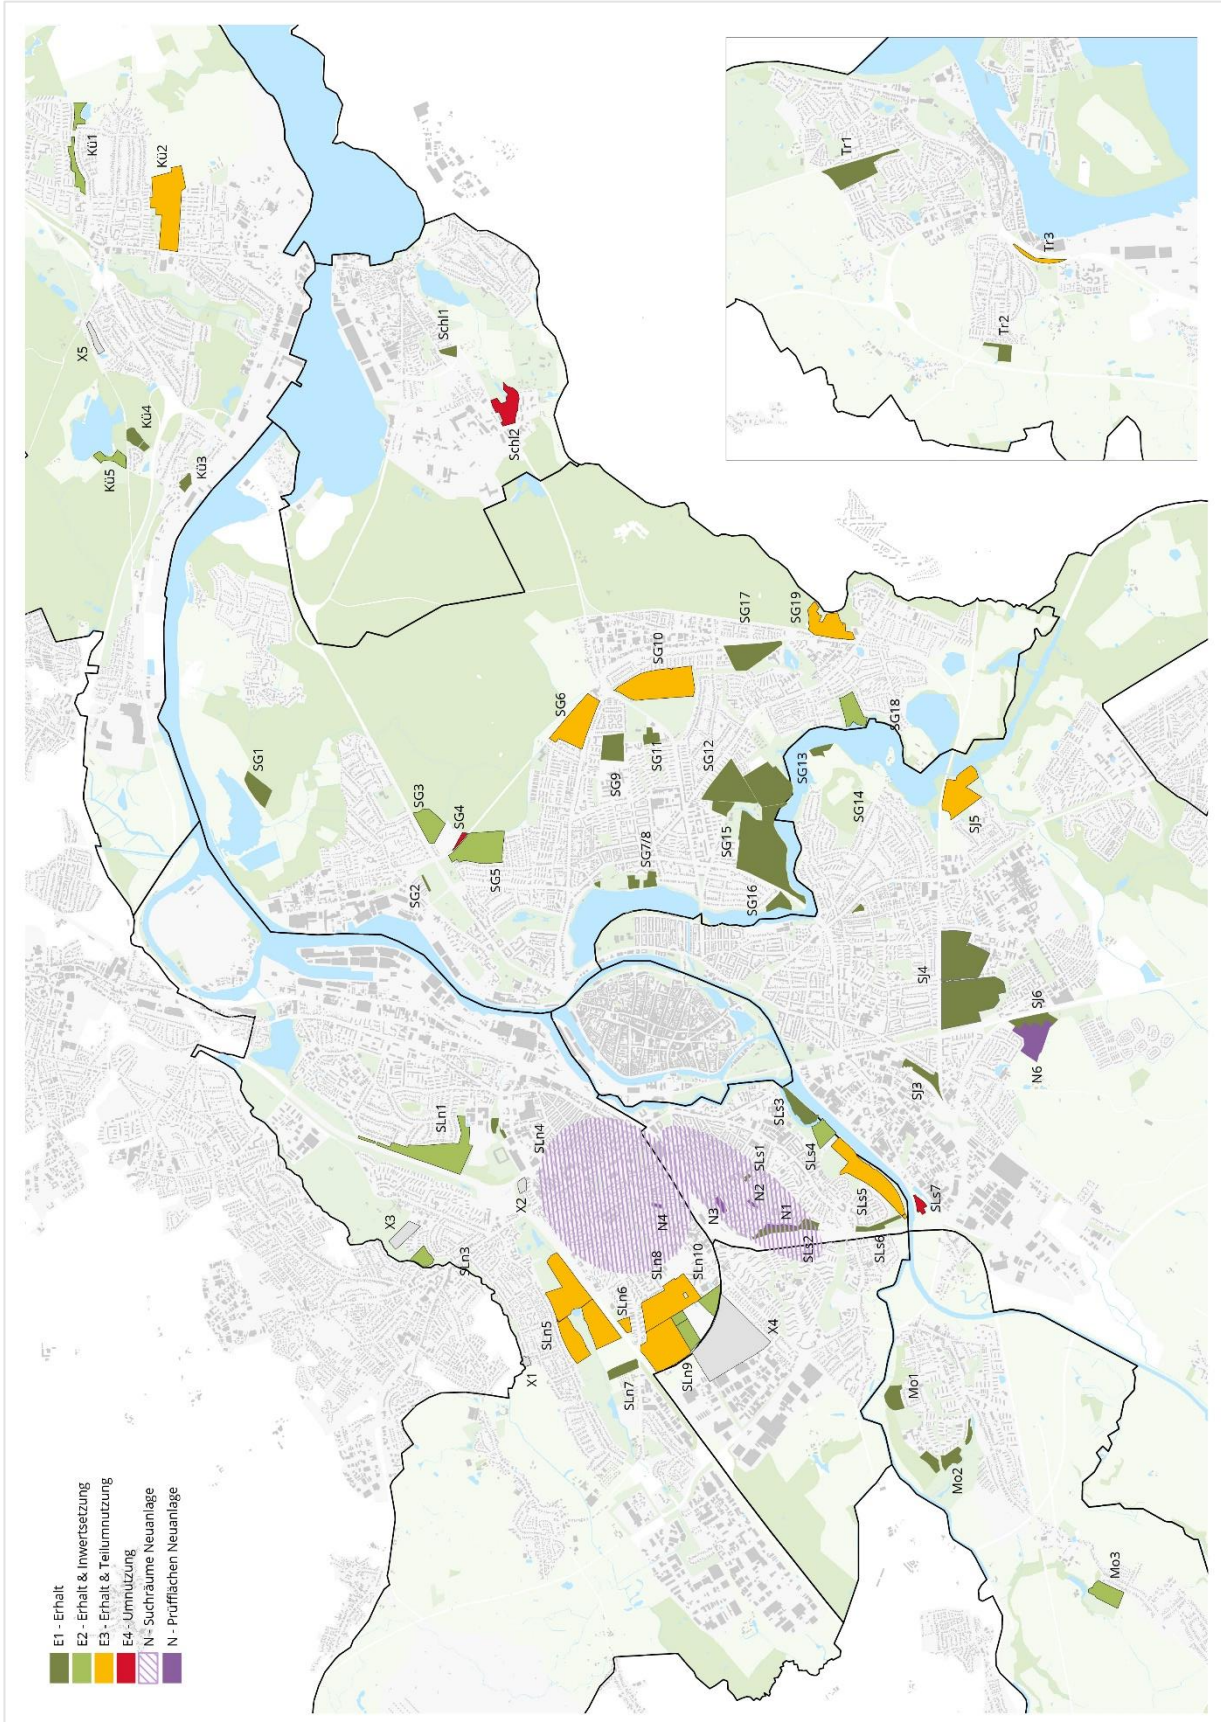 E1 - Erhalt
E2 - Erhalt & Inwertsetzung
E3 - Erhalt & Teilumnutzung
E4 - Umnutzung
N - Suchräume Neuanlage
N - Prüfflächen Neuanlage
Kü1
Kü2
X5
Kü4
Kü5
Kü3
Schl1
Schl2
Tr1
Tr3
Tr2
SG1
SG3
SG4
SG2
SG5
SG6
SG10
SG9
SG11
SG17
SG19
SG12
SG18
SG13
SG14
SG7/8
SG15
SG16
SJ5
SJ4
SJ6
N6
SJ3
SLn1
SLn4
X3
X2
SLn3
X1
SLn5
SLn6
SLn7
SLn8
SLn10
SLn9
X4
N4
N3
N2
N1
SLs1
SLs2
SLs3
SLs4
SLs5
SLs6
SLs7
Mo1
Mo2
Mo3